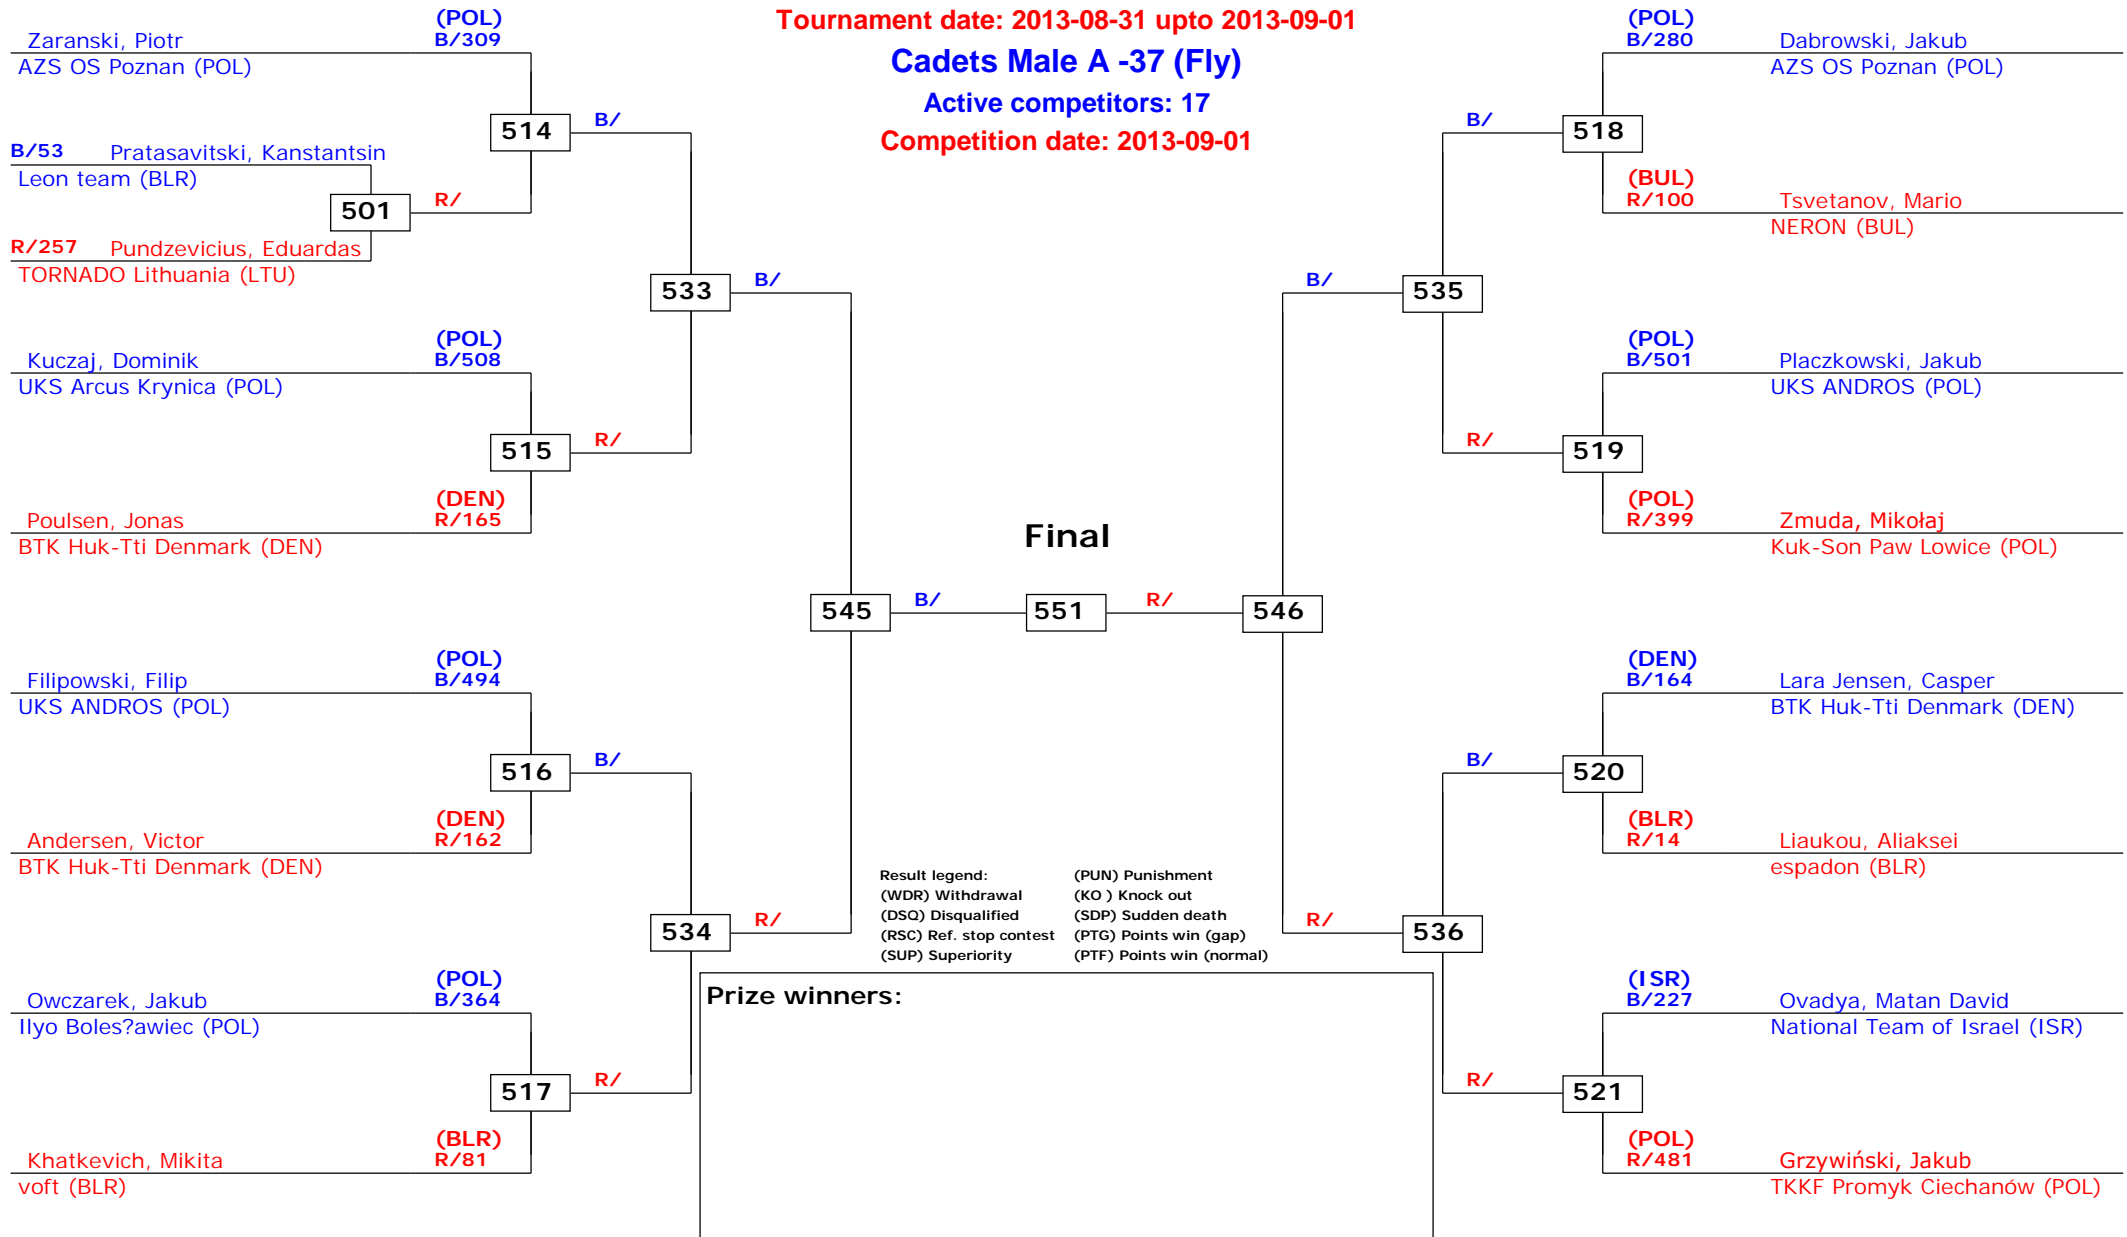 Tournament date: 2013-08-31 upto 2013-09-01
Cadets Male A -37 (Fly)
Active competitors: 17
Competition date: 2013-09-01
(POL)
Zaranski, Piotr B/309
AZS OS Poznan (POL)
514 B/
B/53 Pratasavitski, Kanstantsin
Leon team (BLR)
501 R/
R/257 Pundzevicius, Eduardas
TORNADO Lithuania (LTU)
533 B/
(POL)
Kuczaj, Dominik B/508
UKS Arcus Krynica (POL)
515 R/
(DEN)
Poulsen, Jonas R/165
BTK Huk-Tti Denmark (DEN)
Final
545 B/ 551 R/ 546
(POL)
Filipowski, Filip B/494
UKS ANDROS (POL)
516 B/
(DEN)
Andersen, Victor R/162
BTK Huk-Tti Denmark (DEN)
534 R/
(POL)
Owczarek, Jakub B/364
Ilyo Boles?awiec (POL)
517 R/
(BLR)
Khatkevich, Mikita R/81
voft (BLR)
(POL)
B/280 Dabrowski, Jakub
AZS OS Poznan (POL)
B/ 518
(BUL)
R/100 Tsvetanov, Mario
NERON (BUL)
B/ 535
(POL)
B/501 Placzkowski, Jakub
UKS ANDROS (POL)
R/ 519
(POL)
R/399 Zmuda, Mikołaj
Kuk-Son Paw Lowice (POL)
(DEN)
B/164 Lara Jensen, Casper
BTK Huk-Tti Denmark (DEN)
B/ 520
(BLR)
R/14 Liaukou, Aliaksei
espadon (BLR)
R/ 536
(ISR)
B/227 Ovadya, Matan David
National Team of Israel (ISR)
R/ 521
(POL)
R/481 Grzywiński, Jakub
TKKF Promyk Ciechanów (POL)
Result legend: (PUN) Punishment
(WDR) Withdrawal (KO ) Knock out
(DSQ) Disqualified (SDP) Sudden death
(RSC) Ref. stop contest (PTG) Points win (gap)
(SUP) Superiority (PTF) Points win (normal)
Prize winners: